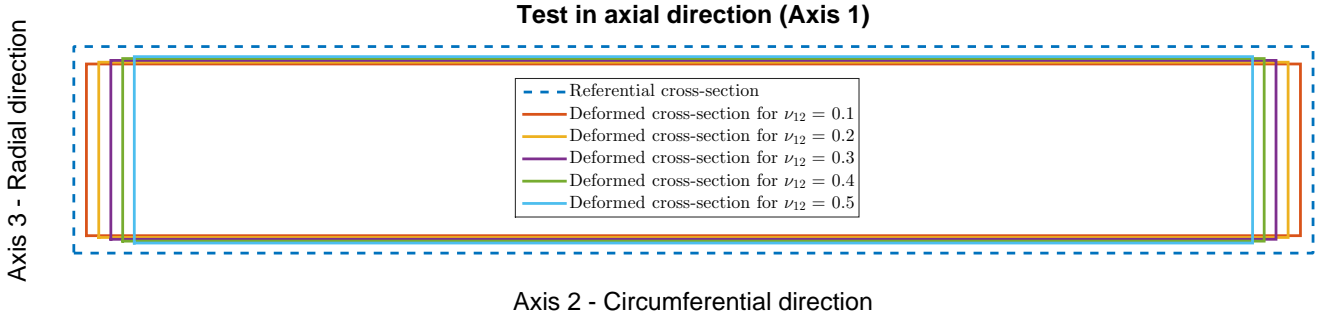 Test in axial direction (Axis 1)
Axis 3 - Radial direction
Referential cross-section
Deformed cross-section for ν₁₂ = 0.1
Deformed cross-section for ν₁₂ = 0.2
Deformed cross-section for ν₁₂ = 0.3
Deformed cross-section for ν₁₂ = 0.4
Deformed cross-section for ν₁₂ = 0.5
Axis 2 - Circumferential direction